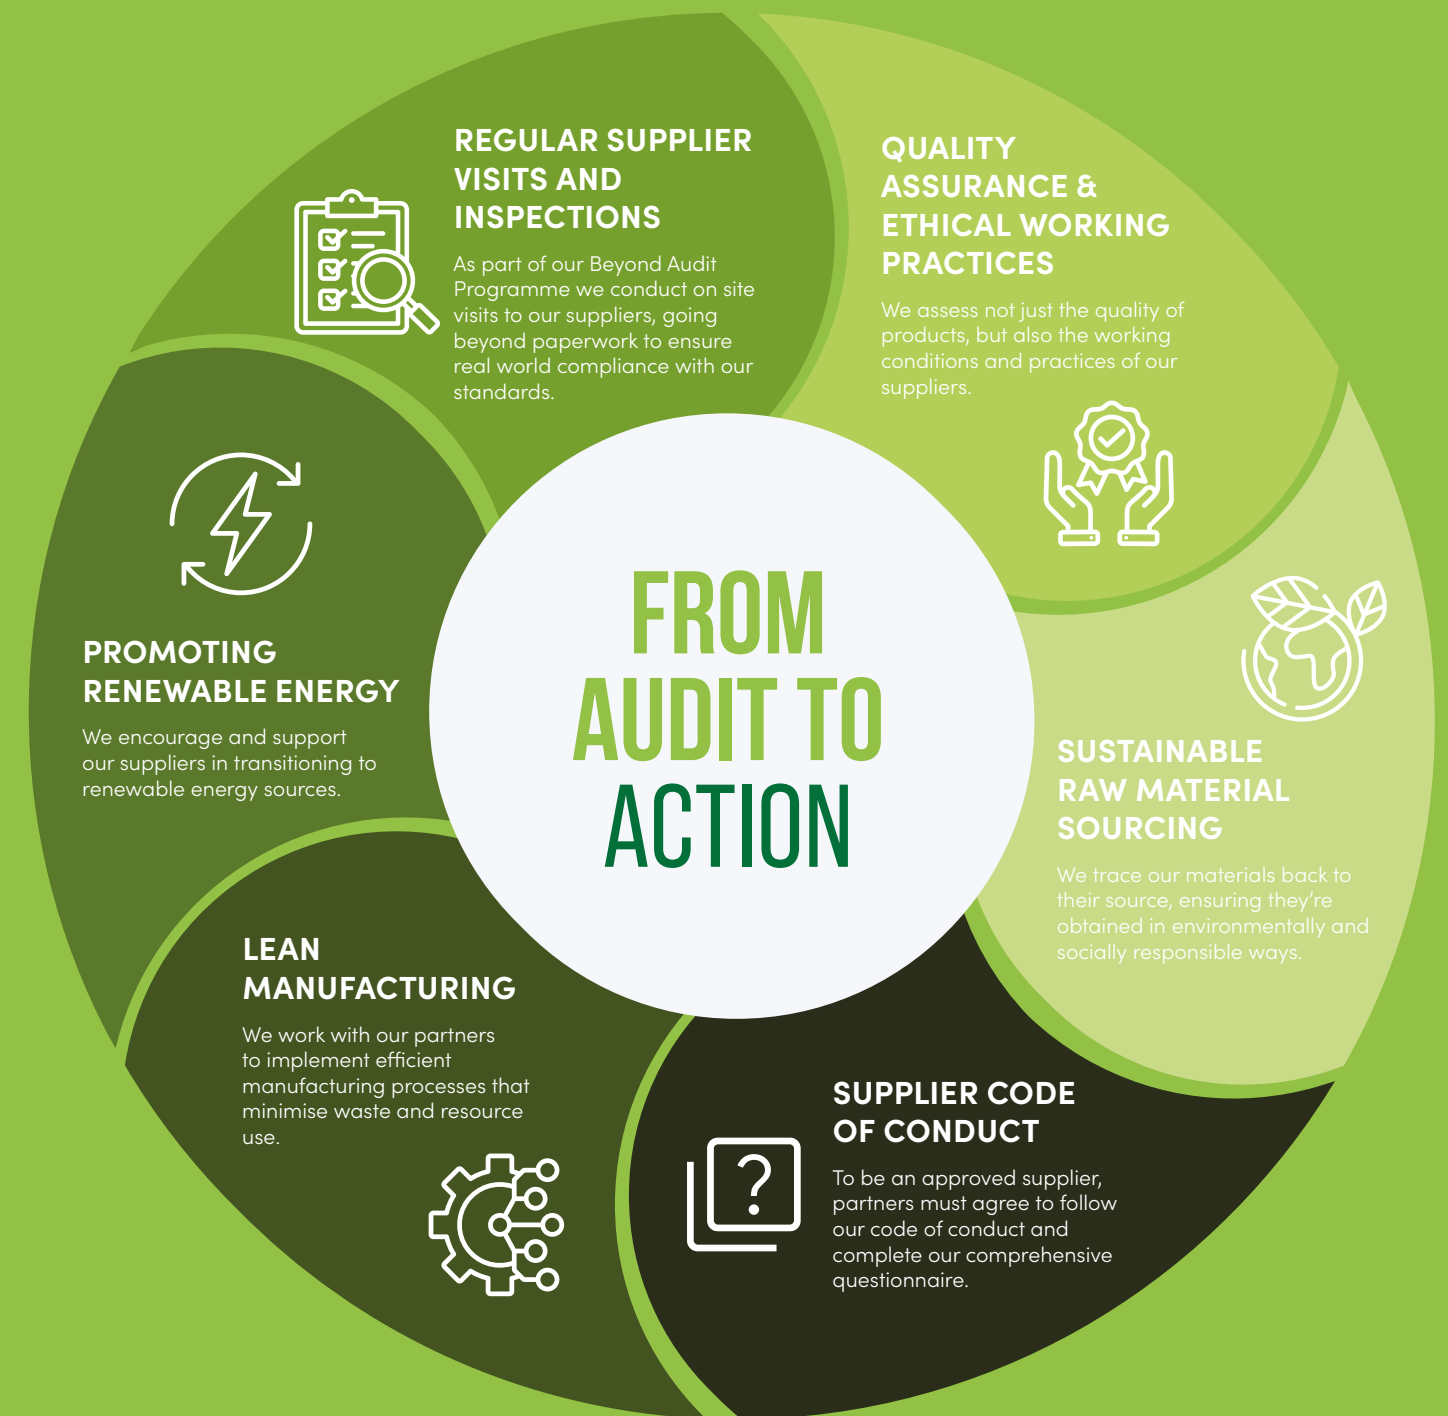 REGULAR SUPPLIER
VISITS AND
INSPECTIONS
As part of our Beyond Audit
Programme we conduct on site
visits to our suppliers, going
beyond paperwork to ensure
real world compliance with our
standards.
QUALITY
ASSURANCE &
ETHICAL WORKING
PRACTICES
We assess not just the quality of
products, but also the working
conditions and practices of our
suppliers.
PROMOTING
RENEWABLE ENERGY
We encourage and support
our suppliers in transitioning to
renewable energy sources.
FROM
AUDIT TO
ACTION
SUSTAINABLE
RAW MATERIAL
SOURCING
We trace our materials back to
their source, ensuring they’re
obtained in environmentally and
socially responsible ways.
LEAN
MANUFACTURING
We work with our partners
to implement efficient
manufacturing processes that
minimise waste and resource
use.
SUPPLIER CODE
OF CONDUCT
To be an approved supplier,
partners must agree to follow
our code of conduct and
complete our comprehensive
questionnaire.
?